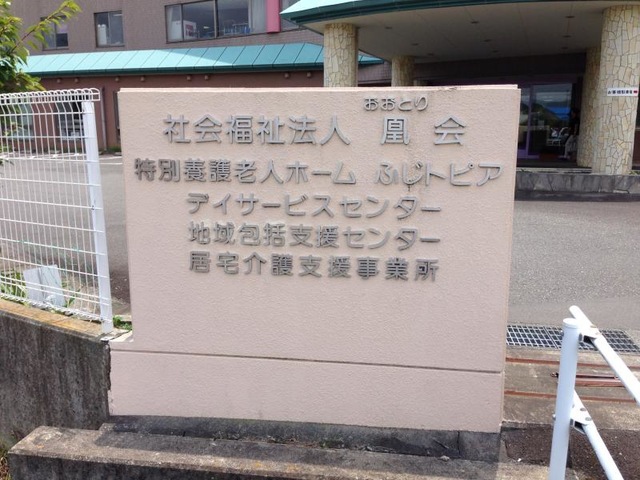 おおとり
社会福祉法人 凰会
特別養護老人ホーム ふじトピア
デイサービスセンター
地域包括支援センター
居宅介護支援事業所